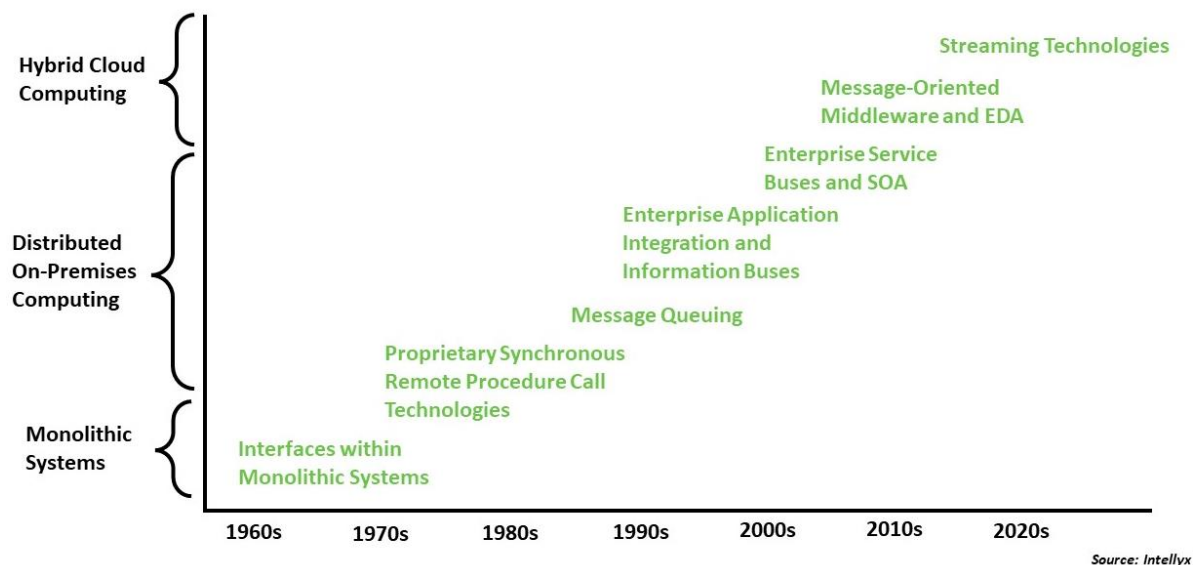 Hybrid Cloud
Computing
Distributed
On-Premises
Computing
Monolithic
Systems
Streaming Technologies
Message-Oriented
Middleware and EDA
Enterprise Service
Buses and SOA
Enterprise Application
Integration and
Information Buses
Message Queuing
Proprietary Synchronous
Remote Procedure Call
Technologies
Interfaces within
Monolithic Systems
1960s 1970s 1980s 1990s 2000s 2010s 2020s
Source: Intellyx